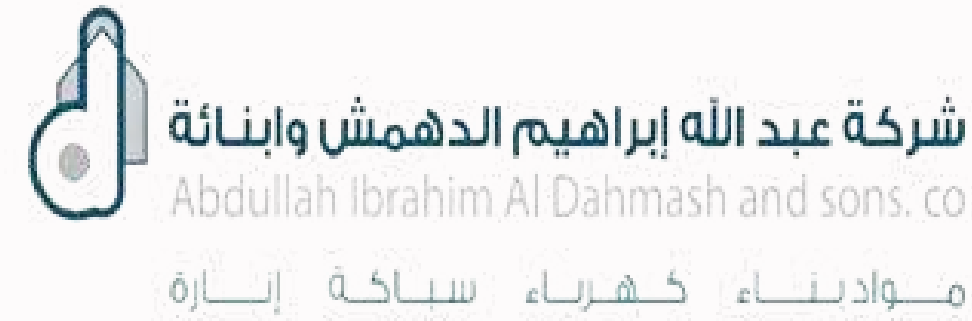 شركة عبد الله إبراهيم الدهمش وابنائة
Abdullah Ibrahim Al Dahmash and sons. co
مواد بناء كهرباء سباكة إنارة